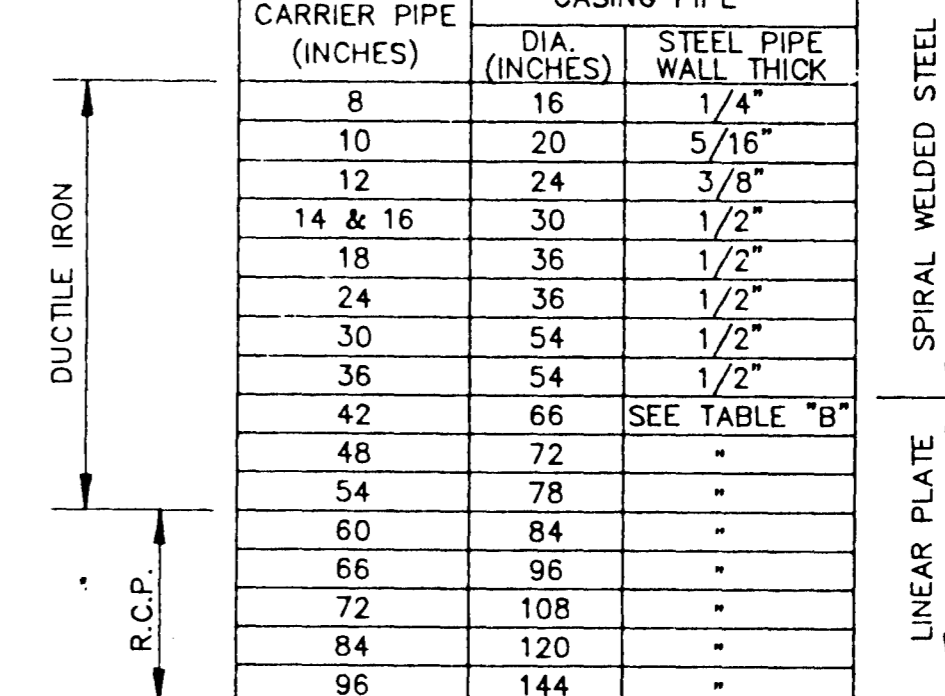 CARRIER PIPE
(INCHES)
CASING PIPE
DIA.
(INCHES)
STEEL PIPE
WALL THICK
8 16 1/4"
10 20 5/16"
12 24 3/8"
14 & 16 30 1/2"
18 36 1/2"
24 36 1/2"
30 54 1/2"
36 54 1/2"
42 66 SEE TABLE "B"
48 72 "
54 78 "
60 84 "
66 96 "
72 108 "
84 120 "
96 144 "
DUCTILE IRON
R.C.P.
SPIRAL WELDED STEEL
LINEAR PLATE